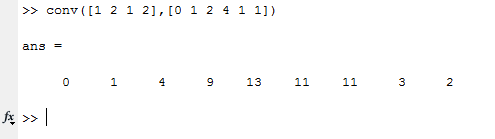 >> conv([1 2 1 2],[0 1 2 4 1 1])
ans =
0 1 4 9 13 11 11 3 2
fx >>